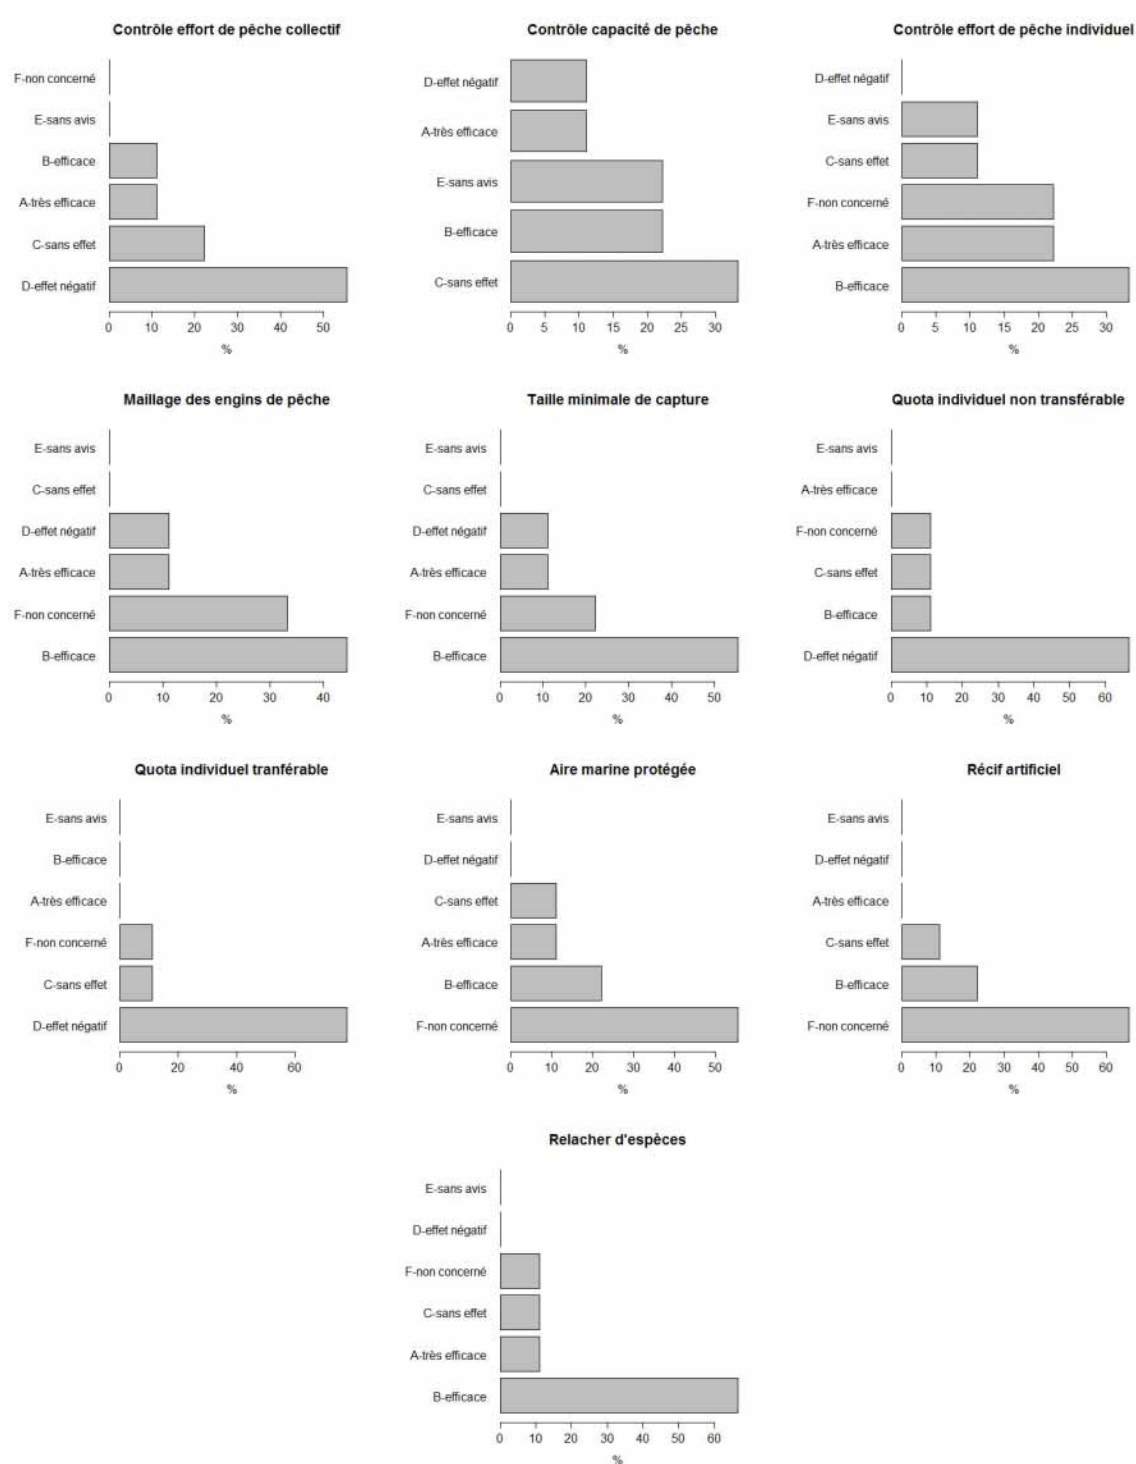 Contrôle effort de pêche collectif
F-non concerné
E-sans avis
B-efficace
A-très efficace
C-sans effet
D-effet négatif
0 10 20 30 40 50
%
Contrôle capacité de pêche
D-effet négatif
A-très efficace
E-sans avis
B-efficace
C-sans effet
0 5 10 15 20 25 30
%
Contrôle effort de pêche individuel
D-effet négatif
E-sans avis
C-sans effet
F-non concerné
A-très efficace
B-efficace
0 5 10 15 20 25 30
%
Maillage des engins de pêche
E-sans avis
C-sans effet
D-effet négatif
A-très efficace
F-non concerné
B-efficace
0 10 20 30 40
%
Taille minimale de capture
E-sans avis
C-sans effet
D-effet négatif
A-très efficace
F-non concerné
B-efficace
0 10 20 30 40 50
%
Quota individuel non transférable
E-sans avis
A-très efficace
F-non concerné
C-sans effet
B-efficace
D-effet négatif
0 10 20 30 40 50 60
%
Quota individuel tranférable
E-sans avis
B-efficace
A-très efficace
F-non concerné
C-sans effet
D-effet négatif
0 20 40 60
%
Aire marine protégée
E-sans avis
D-effet négatif
C-sans effet
A-très efficace
B-efficace
F-non concerné
0 10 20 30 40 50
%
Récif artificiel
E-sans avis
D-effet négatif
A-très efficace
C-sans effet
B-efficace
F-non concerné
0 10 20 30 40 50 60
%
Relacher d'espèces
E-sans avis
D-effet négatif
F-non concerné
C-sans effet
A-très efficace
B-efficace
0 10 20 30 40 50 60
%